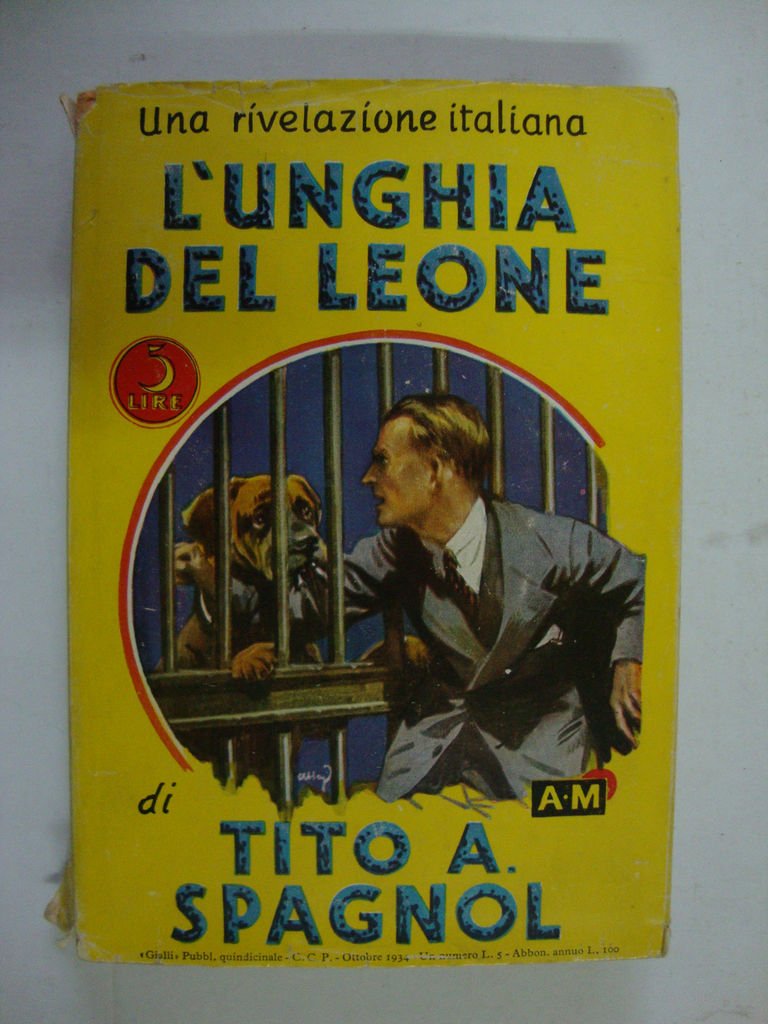 Una rivelazione italiana
L'UNGHIA
DEL LEONE
5
LIRE
di
A·M
TITO A.
SPAGNOL
«Gialli» Pubbl. quindicinale - C. C. P. - Ottobre 1934 - Un numero L. 5 - Abbon. annuo L. 100